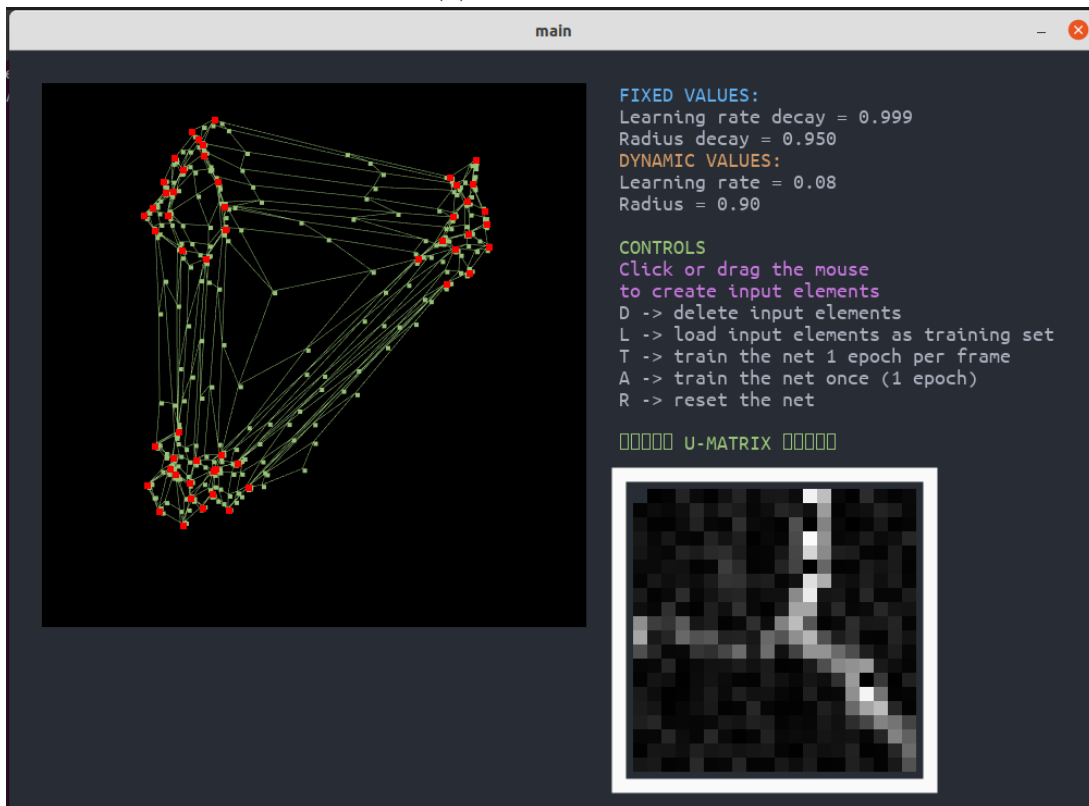 main
FIXED VALUES:
Learning rate decay = 0.999
Radius decay = 0.950
DYNAMIC VALUES:
Learning rate = 0.08
Radius = 0.90
CONTROLS
Click or drag the mouse
to create input elements
D -> delete input elements
L -> load input elements as training set
T -> train the net 1 epoch per frame
A -> train the net once (1 epoch)
R -> reset the net
▯▯▯▯▯ U-MATRIX ▯▯▯▯▯